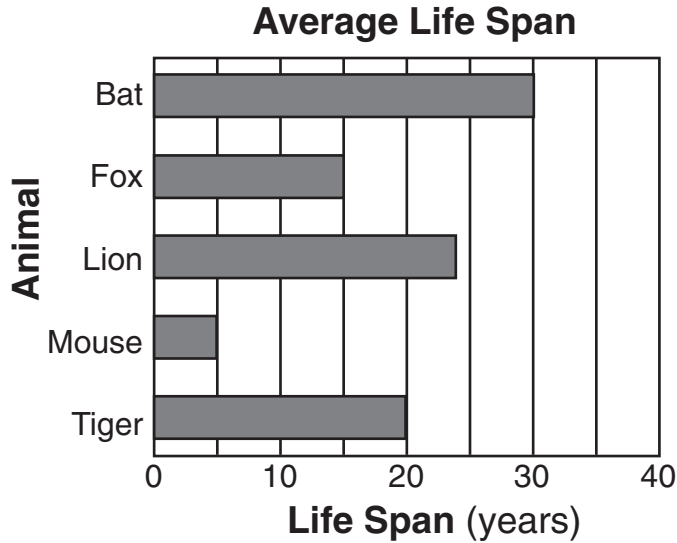 Average Life Span
Animal
Bat
Fox
Lion
Mouse
Tiger
0 10 20 30 40
Life Span (years)